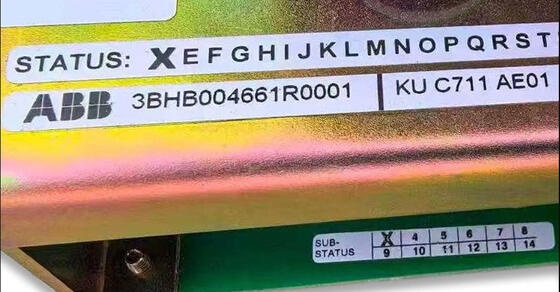 STATUS: XEFGHIJKLMNOPQRST
ABB 3BHB004661R0001 KU C711 AE01
SUB- X 4 5 6 7 8
STATUS 9 10 11 12 13 14